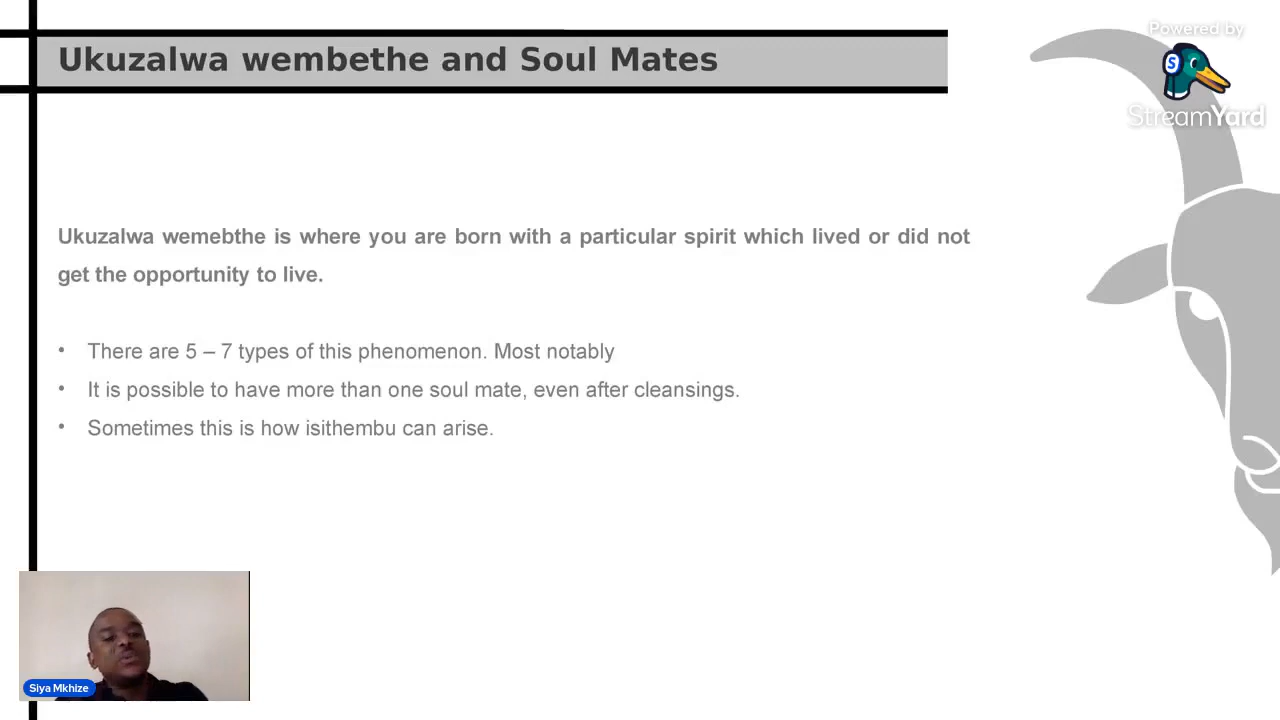 Powered by
StreamYard
Ukuzalwa wembethe and Soul Mates
Ukuzalwa wemebthe is where you are born with a particular spirit which lived or did not
get the opportunity to live.
• There are 5 – 7 types of this phenomenon. Most notably
• It is possible to have more than one soul mate, even after cleansings.
• Sometimes this is how isithembu can arise.
Siya Mkhize